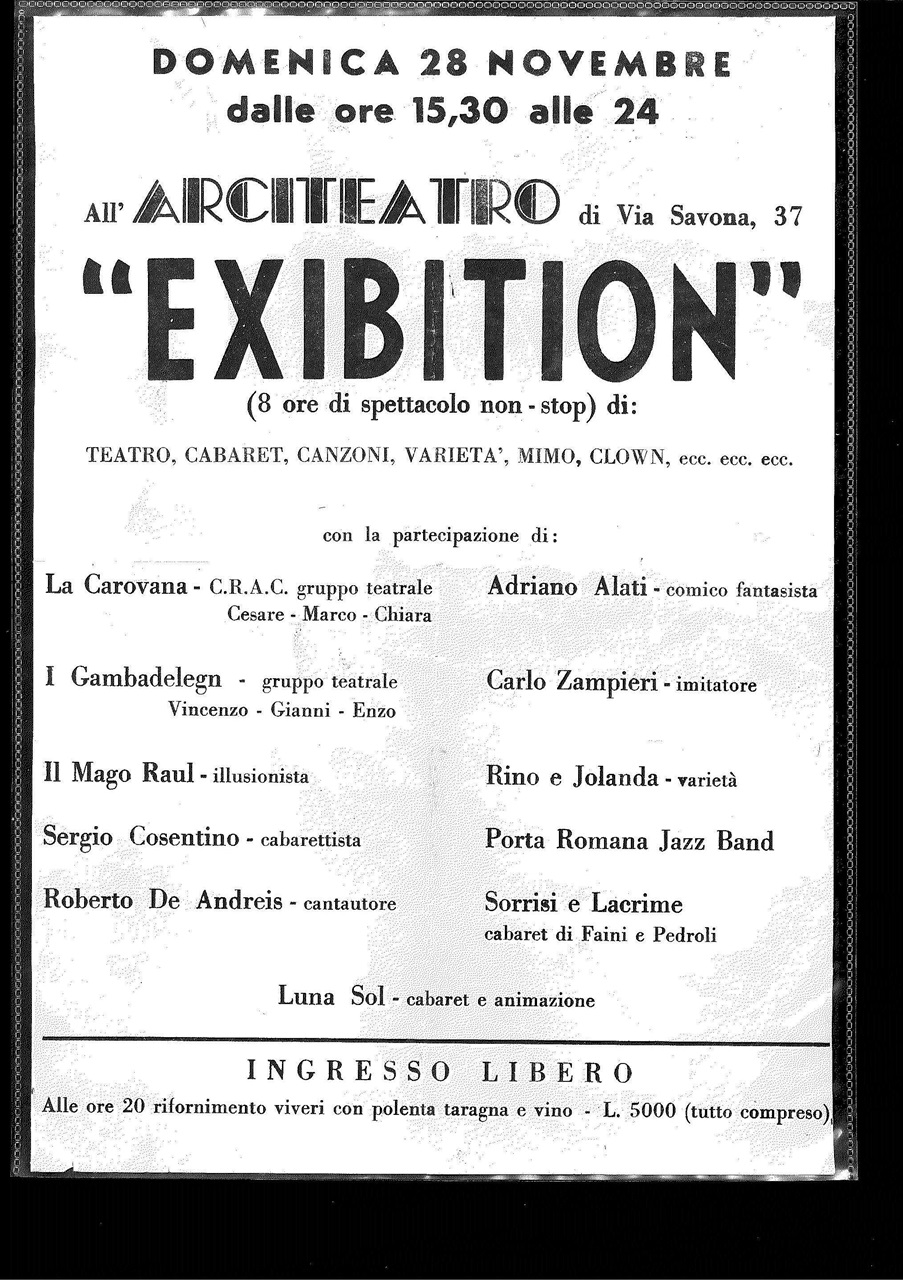 DOMENICA 28 NOVEMBRE
dalle ore 15,30 alle 24
All' ARCITEATRO di Via Savona, 37
"EXIBITION"
(8 ore di spettacolo non - stop) di:
TEATRO, CABARET, CANZONI, VARIETA', MIMO, CLOWN, ecc. ecc. ecc.
con la partecipazione di:
La Carovana - C.R.A.C. gruppo teatrale
Cesare - Marco - Chiara
I Gambadelegn - gruppo teatrale
Vincenzo - Gianni - Enzo
Il Mago Raul - illusionista
Sergio Cosentino - cabarettista
Roberto De Andreis - cantautore
Adriano Alati - comico fantasista
Carlo Zampieri - imitatore
Rino e Jolanda - varietà
Porta Romana Jazz Band
Sorrisi e Lacrime
cabaret di Faini e Pedroli
Luna Sol - cabaret e animazione
INGRESSO LIBERO
Alle ore 20 rifornimento viveri con polenta taragna e vino - L. 5000 (tutto compreso)